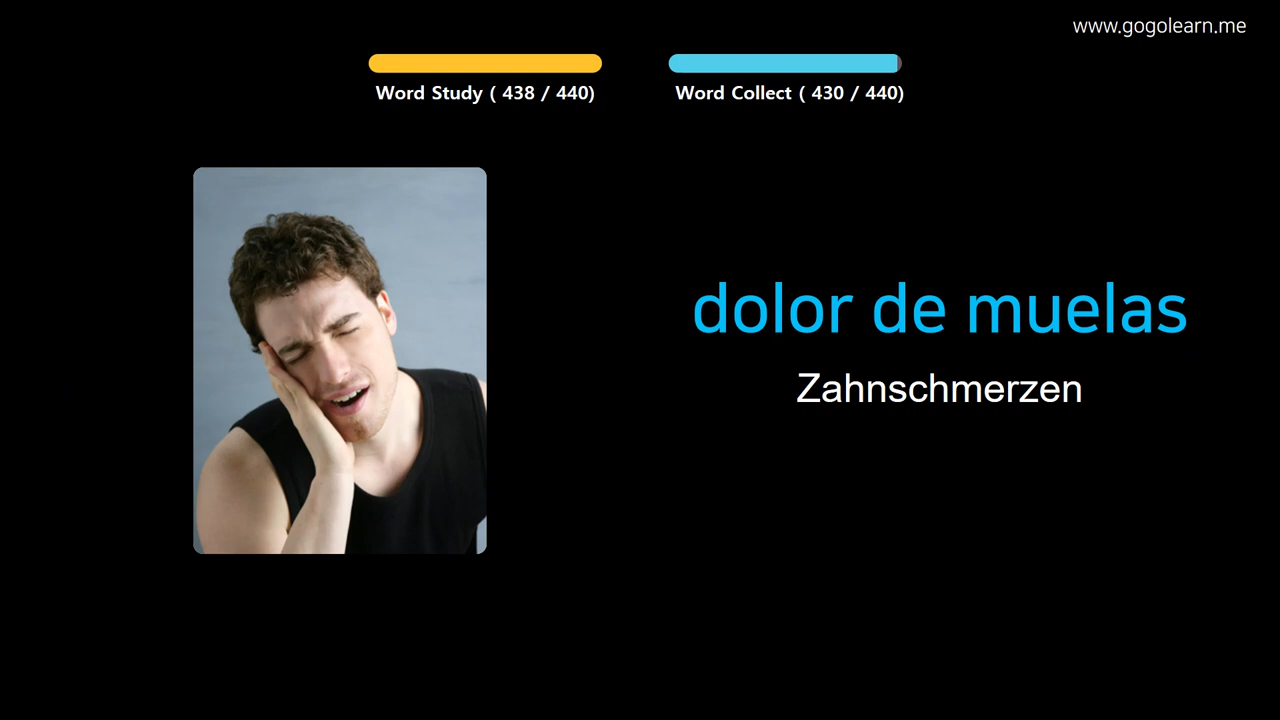 www.gogolearn.me
Word Study ( 438 / 440)
Word Collect ( 430 / 440)
dolor de muelas
Zahnschmerzen